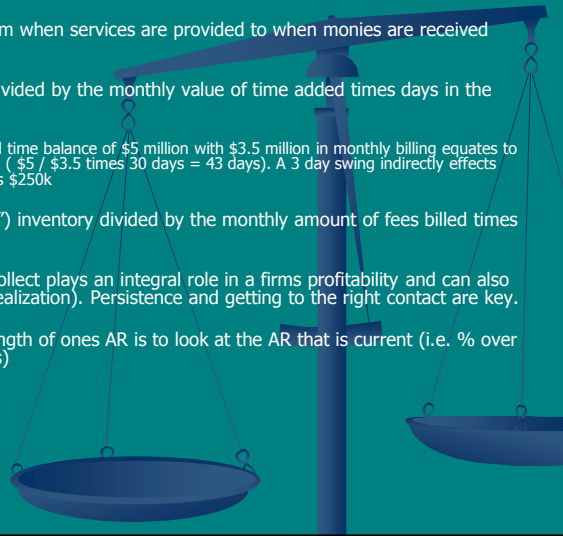 m when services are provided to when monies are received
vided by the monthly value of time added times days in the
l time balance of $5 million with $3.5 million in monthly billing equates to
( $5 / $3.5 times 30 days = 43 days). A 3 day swing indirectly effects
s $250k
”) inventory divided by the monthly amount of fees billed times
ollect plays an integral role in a firms profitability and can also
ealization). Persistence and getting to the right contact are key.
ngth of ones AR is to look at the AR that is current (i.e. % over
s)